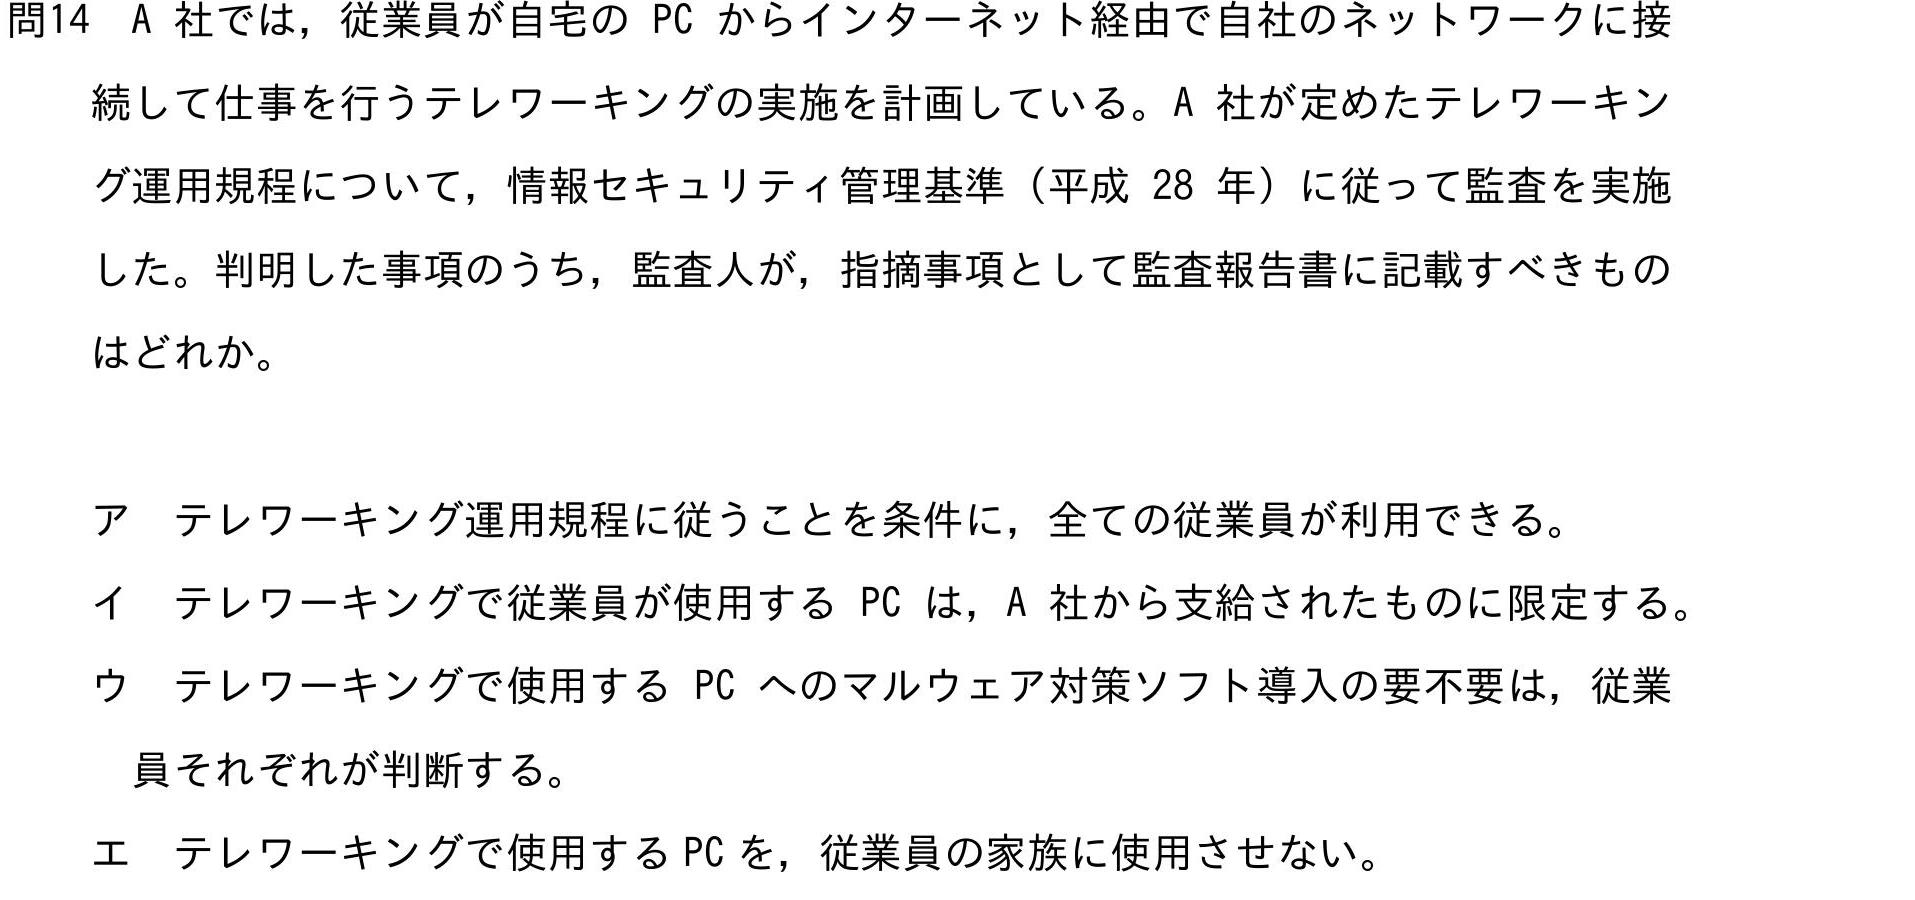 問14　A 社では，従業員が自宅の PC からインターネット経由で自社のネットワークに接
続して仕事を行うテレワーキングの実施を計画している。A 社が定めたテレワーキン
グ運用規程について，情報セキュリティ管理基準（平成 28 年）に従って監査を実施
した。判明した事項のうち，監査人が，指摘事項として監査報告書に記載すべきもの
はどれか。
ア　テレワーキング運用規程に従うことを条件に，全ての従業員が利用できる。
イ　テレワーキングで従業員が使用する PC は，A 社から支給されたものに限定する。
ウ　テレワーキングで使用する PC へのマルウェア対策ソフト導入の要不要は，従業
員それぞれが判断する。
エ　テレワーキングで使用する PC を，従業員の家族に使用させない。